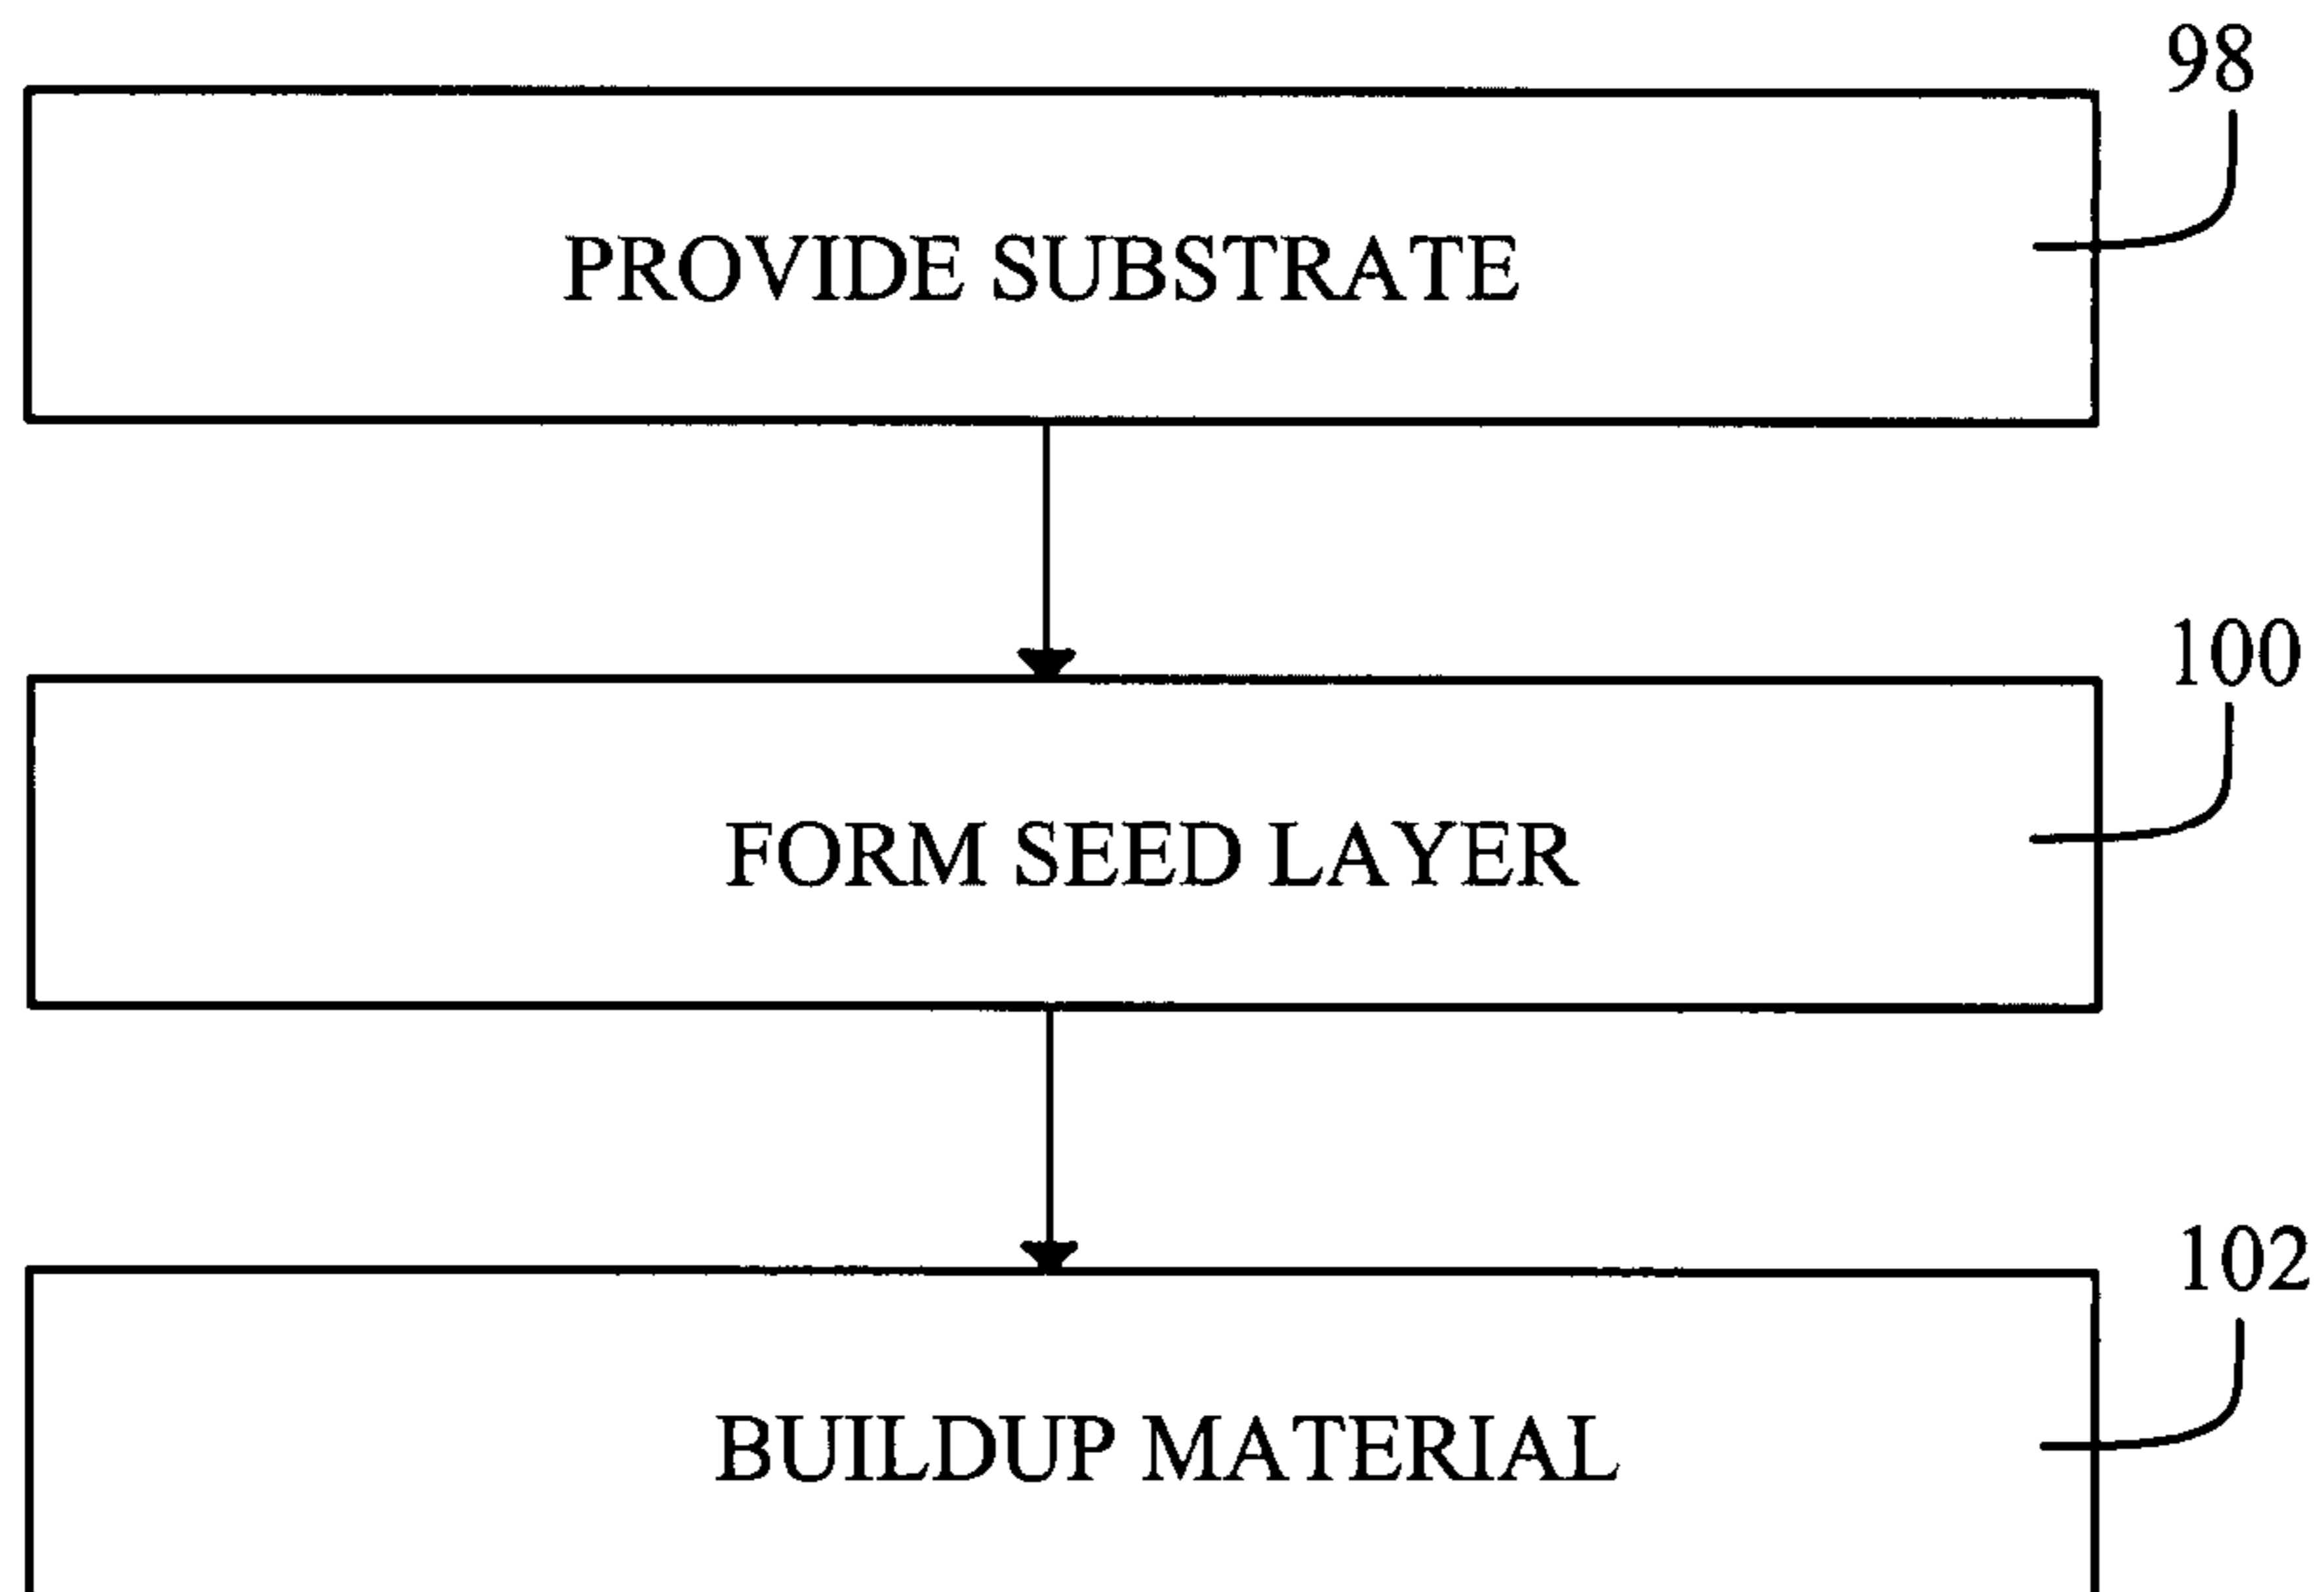 98
PROVIDE SUBSTRATE
100
FORM SEED LAYER
102
BUILDUP MATERIAL